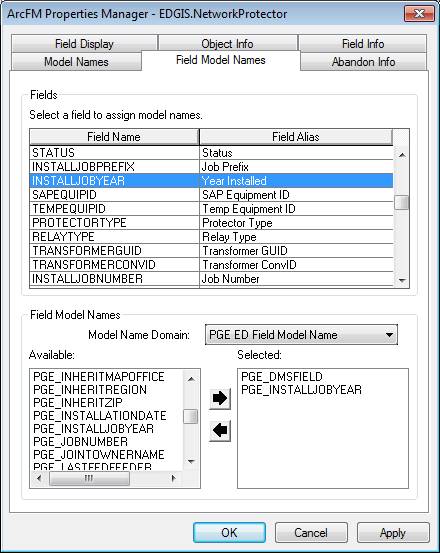 ArcFM Properties Manager - EDGIS.NetworkProtector
Field Display Object Info Field Info
Model Names Field Model Names Abandon Info
Fields
Select a field to assign model names.
Field Name Field Alias
STATUS Status
INSTALLJOBPREFIX Job Prefix
INSTALLJOBYEAR Year Installed
SAPEQUIPID SAP Equipment ID
TEMPEQUIPID Temp Equipment ID
PROTECTORTYPE Protector Type
RELAYTYPE Relay Type
TRANSFORMERGUID Transformer GUID
TRANSFORMERCONVID Transformer ConvID
INSTALLJOBNUMBER Job Number
Field Model Names
Model Name Domain: PGE ED Field Model Name
Available: Selected:
PGE_INHERITMAPOFFICE PGE_DMSFIELD
PGE_INHERITREGION PGE_INSTALLJOBYEAR
PGE_INHERITZIP
PGE_INSTALLATIONDATE
PGE_INSTALLJOBYEAR
PGE_JOBNUMBER
PGE_JOINTOWNERNAME
PGE_LASTFEDFEEDER
OK Cancel Apply